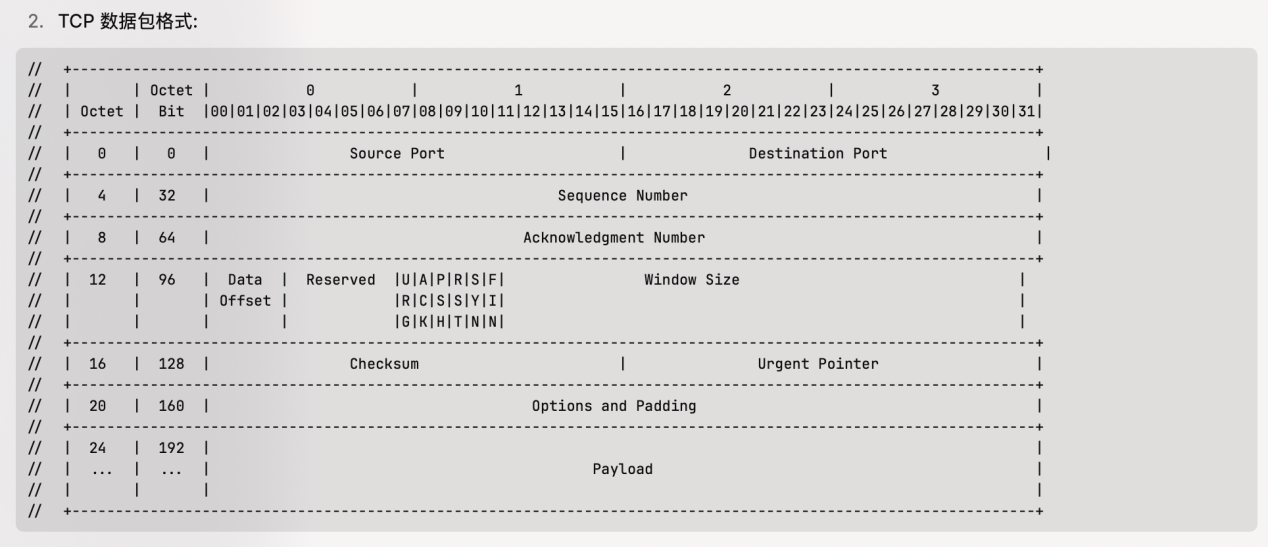 2. TCP 数据包格式:
//   +---------------------------------------------------------------------------------------------------------------+
//   |       | Octet |           0           |           1           |           2           |           3           |
//   | Octet |  Bit  |00|01|02|03|04|05|06|07|08|09|10|11|12|13|14|15|16|17|18|19|20|21|22|23|24|25|26|27|28|29|30|31|
//   +---------------------------------------------------------------------------------------------------------------+
//   |   0   |   0   |                Source Port                    |              Destination Port                  |
//   +---------------------------------------------------------------------------------------------------------------+
//   |   4   |  32   |                                        Sequence Number                                        |
//   +---------------------------------------------------------------------------------------------------------------+
//   |   8   |  64   |                                    Acknowledgment Number                                      |
//   +---------------------------------------------------------------------------------------------------------------+
//   |  12   |  96   |  Data  |  Reserved  |U|A|P|R|S|F|                Window Size                                |
//   |       |       | Offset |            |R|C|S|S|Y|I|                                                           |
//   |       |       |        |            |G|K|H|T|N|N|                                                           |
//   +---------------------------------------------------------------------------------------------------------------+
//   |  16   |  128  |                Checksum                       |               Urgent Pointer                  |
//   +---------------------------------------------------------------------------------------------------------------+
//   |  20   |  160  |                                     Options and Padding                                       |
//   +---------------------------------------------------------------------------------------------------------------+
//   |  24   |  192  |                                                                                               |
//   |  ...  |  ...  |                                            Payload                                            |
//   |       |       |                                                                                               |
//   +---------------------------------------------------------------------------------------------------------------+